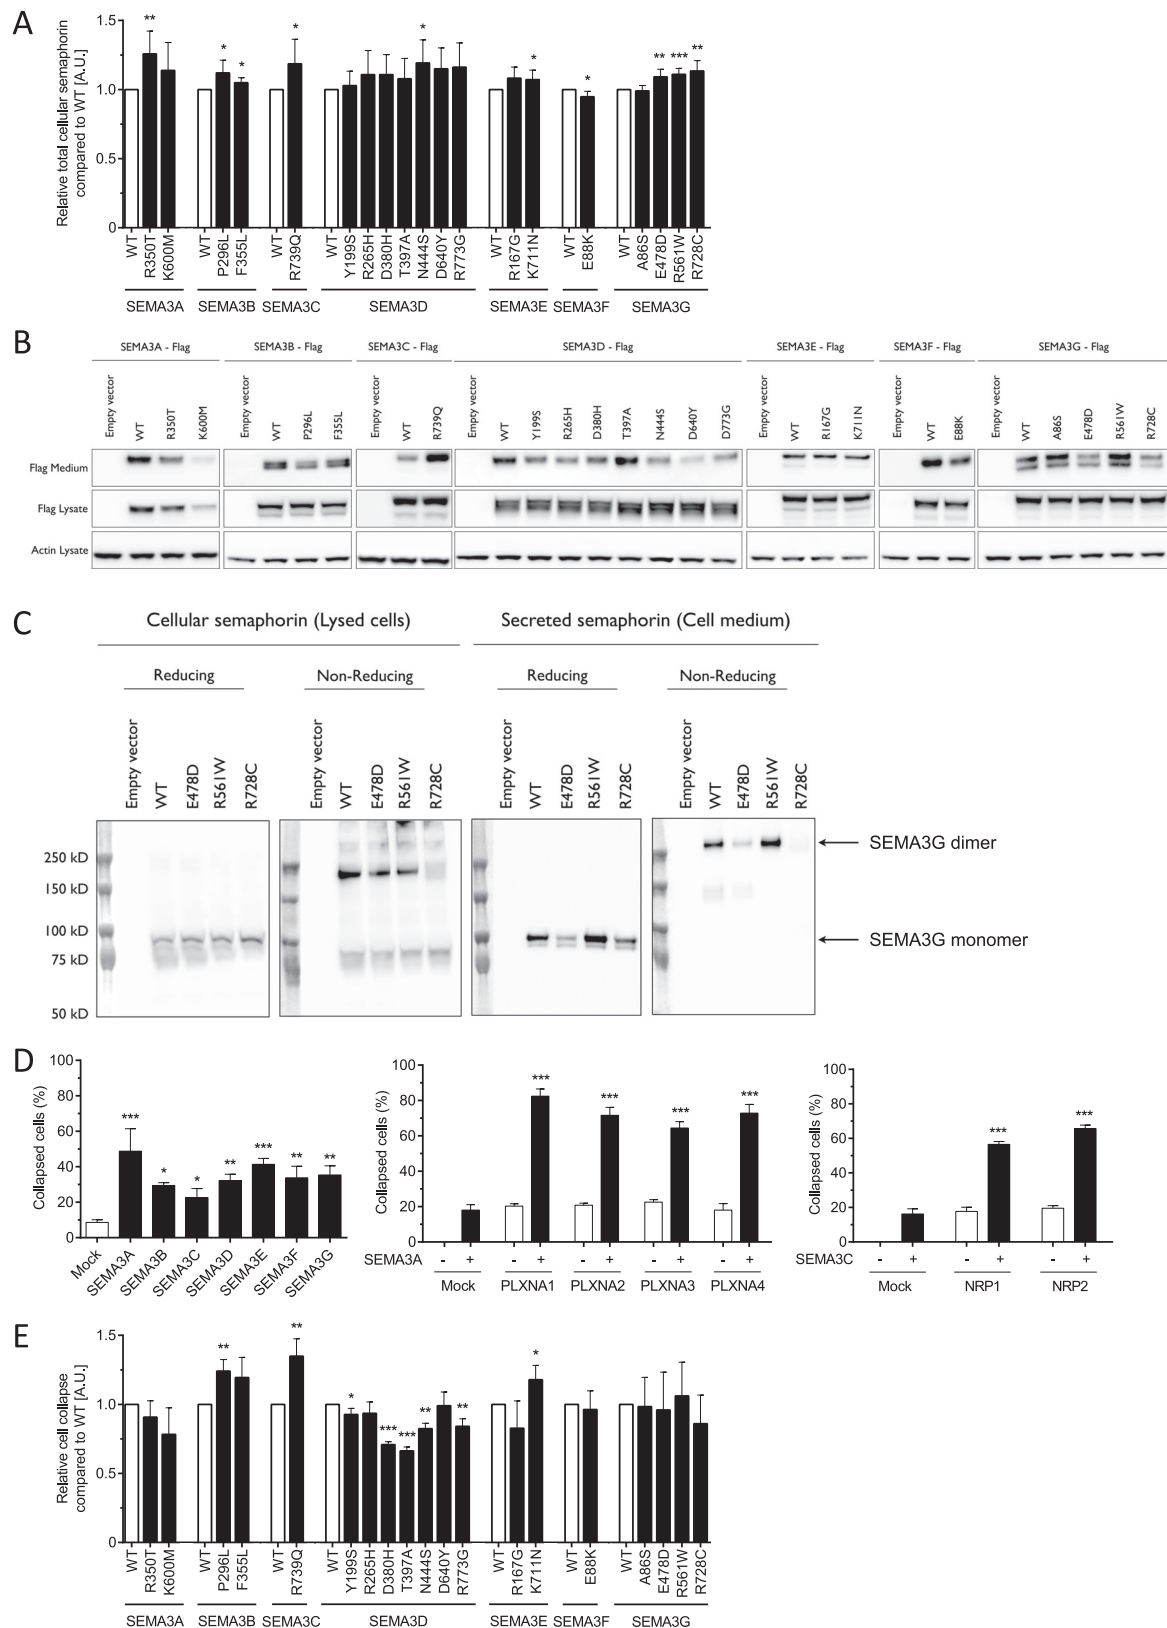 A
Relative total cellular semaphorin
compared to WT [A.U.]
1.5
1.0
0.5
0
** * * * * * * ** *** **
WT R350T K600M WT P296L F355L WT R739Q WT Y199S R265H D380H T397A N444S D640Y R773G WT R167G K711N WT E88K WT A86S E478D R561W R728C
SEMA3A SEMA3B SEMA3C SEMA3D SEMA3E SEMA3F SEMA3G
B
SEMA3A - Flag SEMA3B - Flag SEMA3C - Flag SEMA3D - Flag SEMA3E - Flag SEMA3F - Flag SEMA3G - Flag
Empty vector WT R350T K600M Empty vector WT P296L F355L Empty vector WT R739Q Empty vector WT Y199S R265H D380H T397A N444S D640Y D773G Empty vector WT R167G K711N Empty vector WT E88K Empty vector WT A86S E478D R561W R728C
Flag Medium
Flag Lysate
Actin Lysate
C
Cellular semaphorin (Lysed cells) Secreted semaphorin (Cell medium)
Reducing Non-Reducing Reducing Non-Reducing
Empty vector WT E478D R561W R728C Empty vector WT E478D R561W R728C Empty vector WT E478D R561W R728C Empty vector WT E478D R561W R728C
250 kD
150 kD
100 kD
75 kD
50 kD
SEMA3G dimer
SEMA3G monomer
D
Collapsed cells (%)
100
80
60
40
20
0
*** * * ** *** ** **
Mock SEMA3A SEMA3B SEMA3C SEMA3D SEMA3E SEMA3F SEMA3G
Collapsed cells (%)
100
80
60
40
20
0
*** *** *** ***
SEMA3A - + - + - + - + - +
Mock PLXNA1 PLXNA2 PLXNA3 PLXNA4
Collapsed cells (%)
100
80
60
40
20
0
*** ***
SEMA3C - + - + - +
Mock NRP1 NRP2
E
Relative cell collapse
compared to WT [A.U.]
1.5
1.0
0.5
0
** ** * *** *** ** ** *
WT R350T K600M WT P296L F355L WT R739Q WT Y199S R265H D380H T397A N444S D640Y R773G WT R167G K711N WT E88K WT A86S E478D R561W R728C
SEMA3A SEMA3B SEMA3C SEMA3D SEMA3E SEMA3F SEMA3G